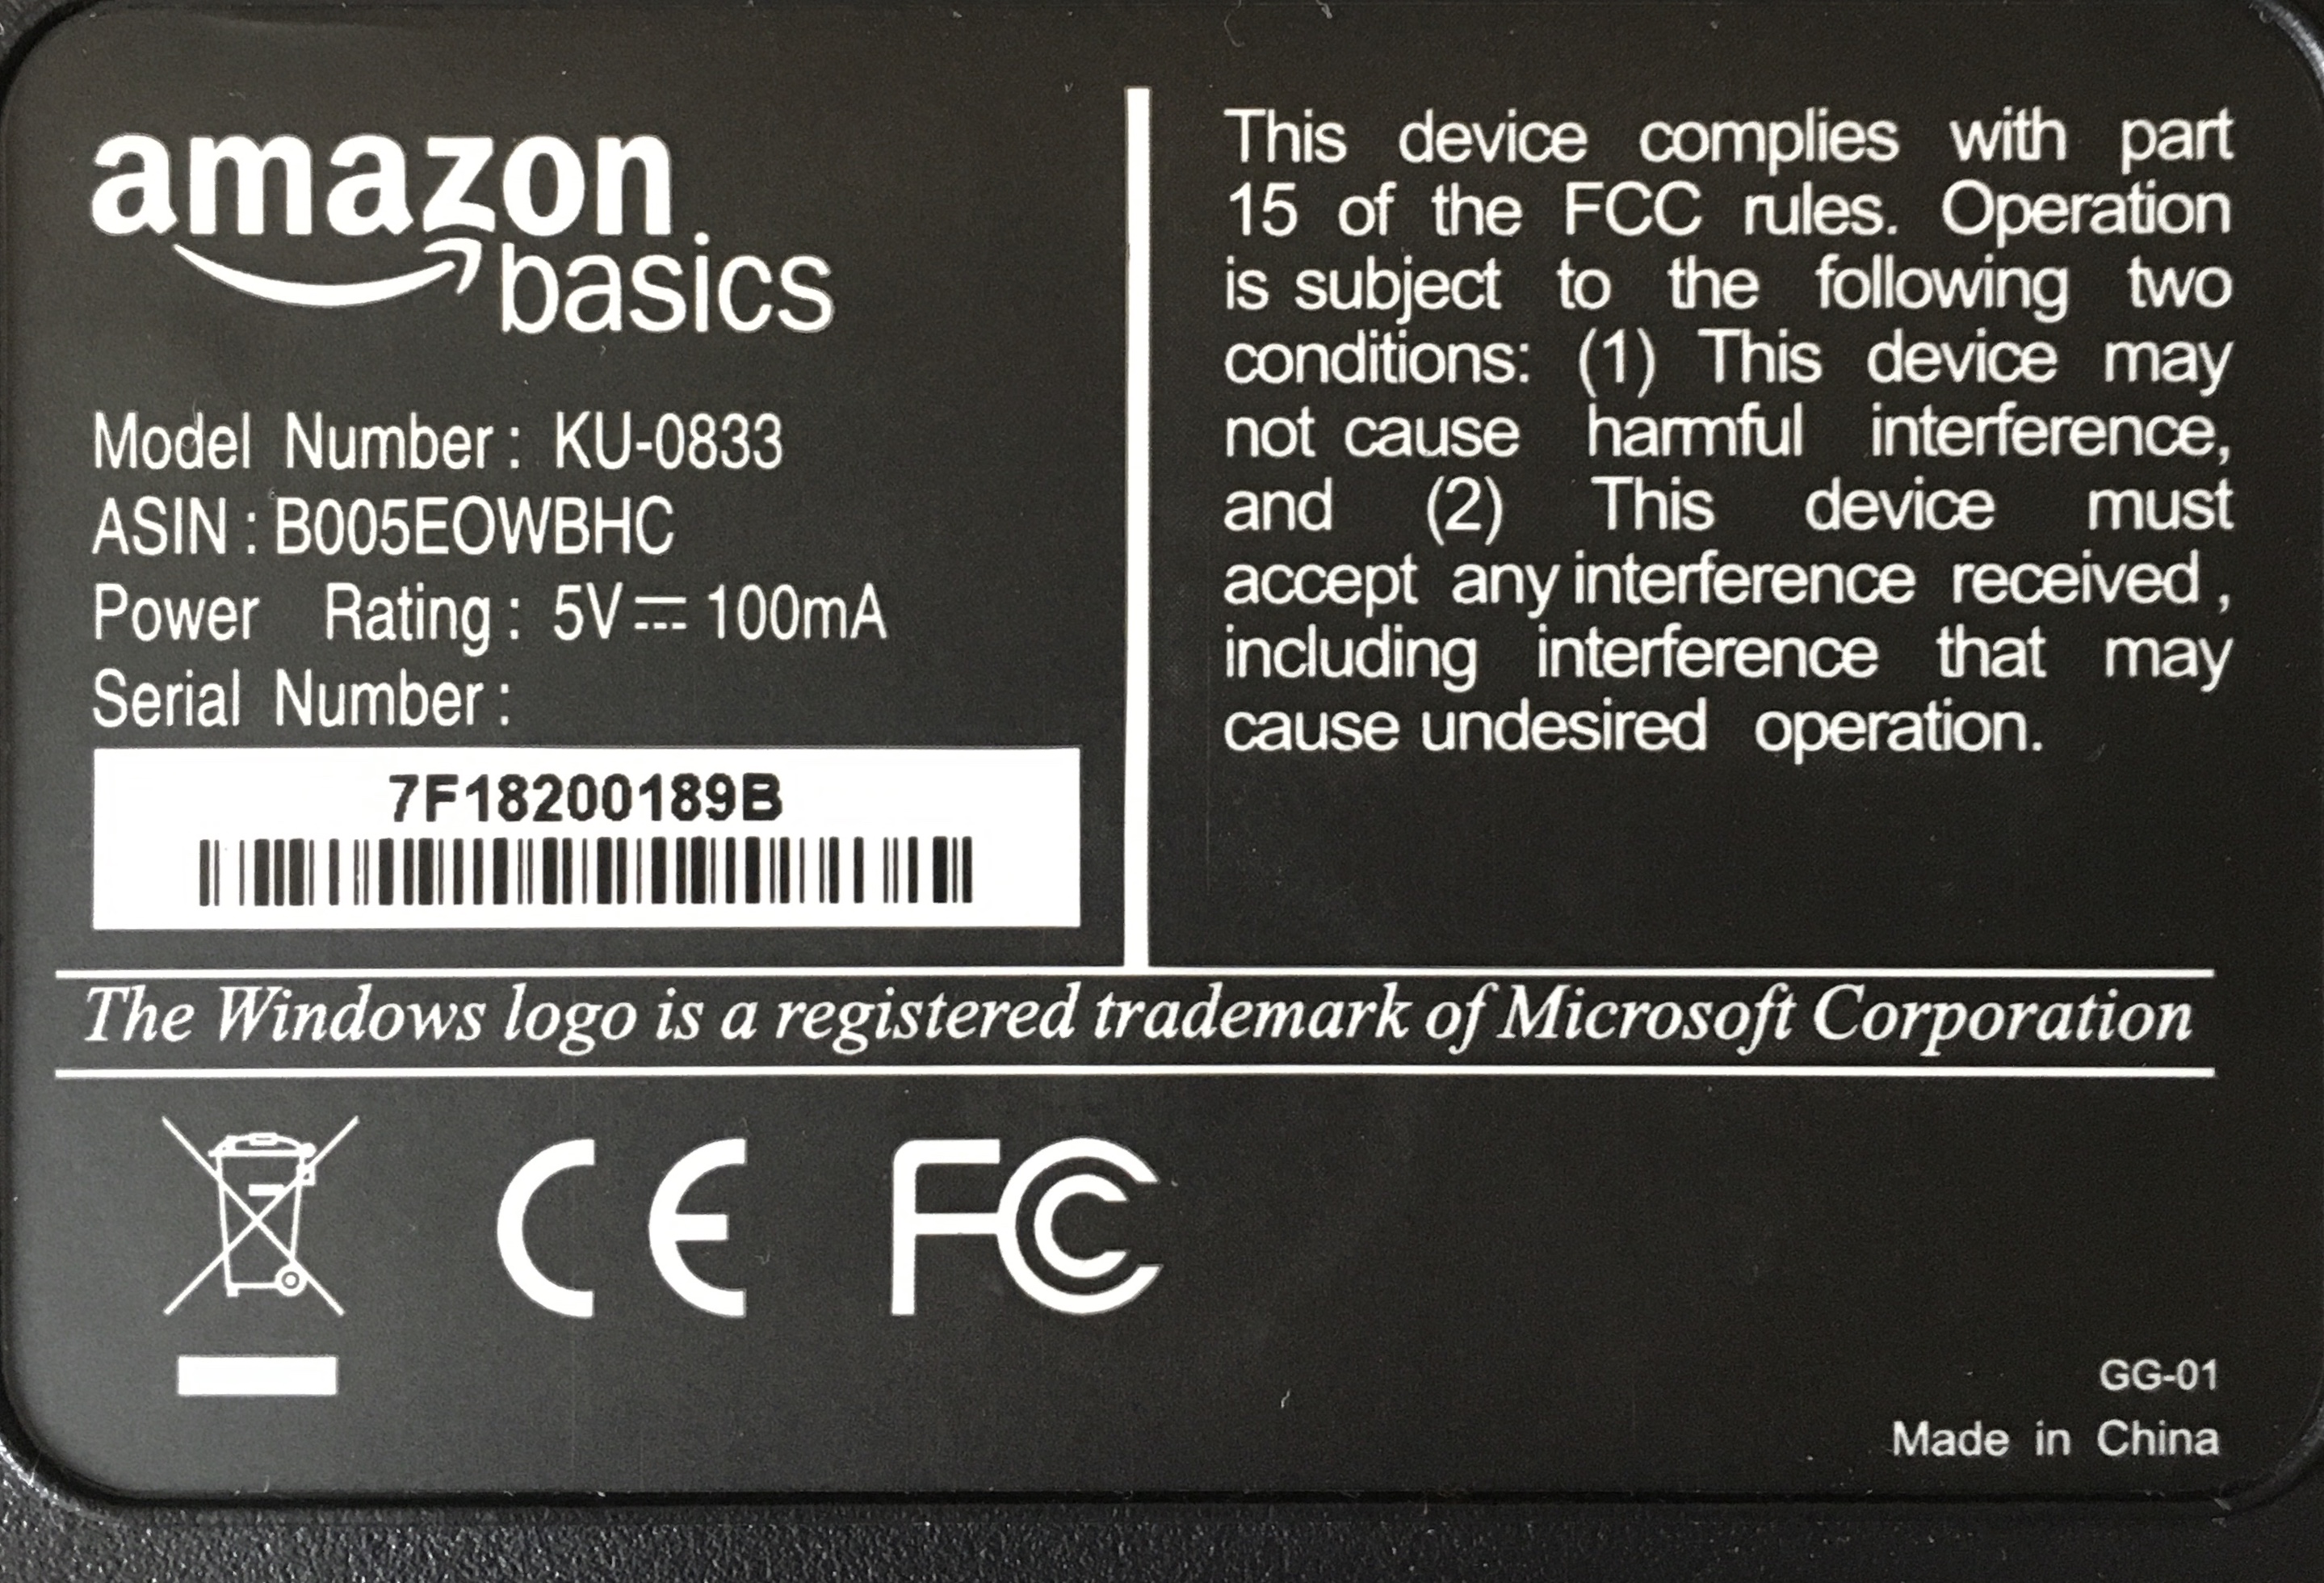 amazon
basics
Model Number: KU-0833
ASIN: B005EOWBHC
Power Rating: 5V⎓100mA
Serial Number:
7F18200189B
This device complies with part
15 of the FCC rules. Operation
is subject to the following two
conditions: (1) This device may
not cause harmful interference,
and (2) This device must
accept any interference received,
including interference that may
cause undesired operation.
The Windows logo is a registered trademark of Microsoft Corporation
CE FC
GG-01
Made in China